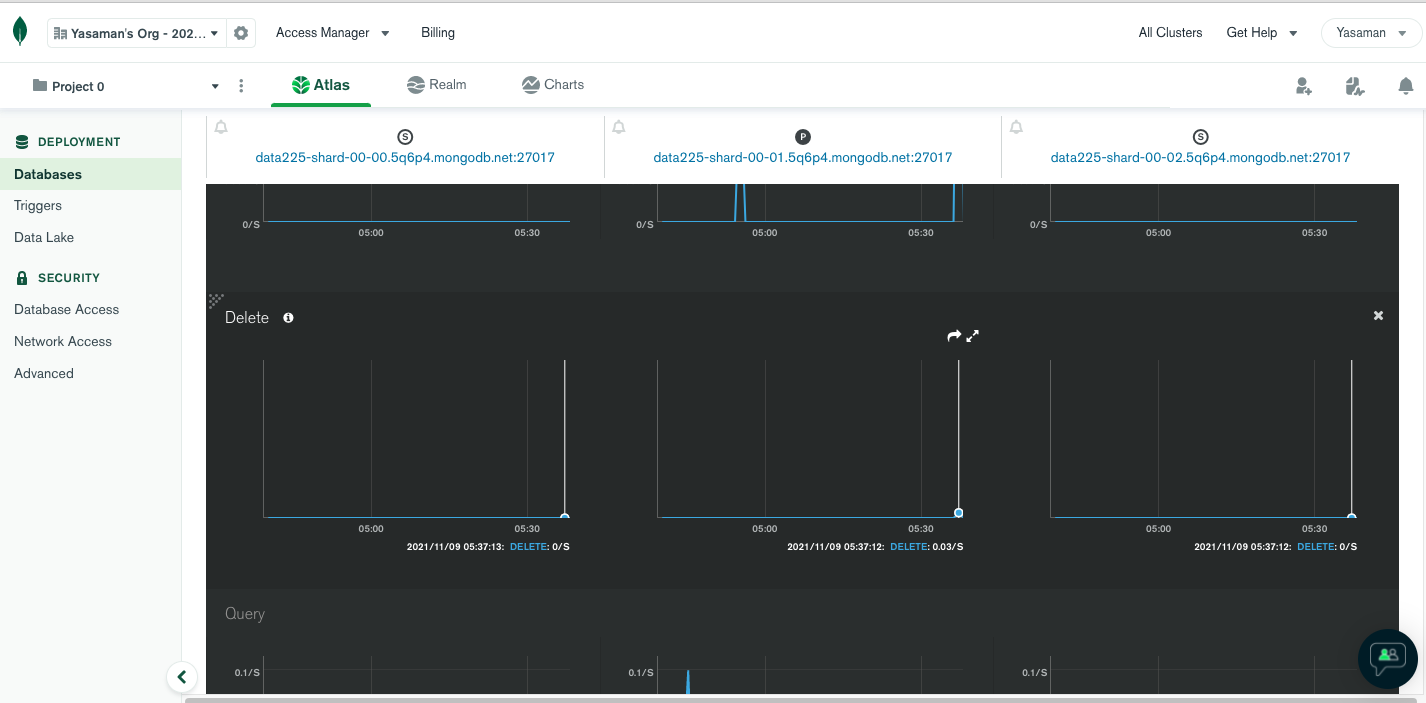 Yasaman's Org - 202...
Access Manager
Billing
All Clusters
Get Help
Yasaman
Project 0
Atlas
Realm
Charts
DEPLOYMENT
Databases
Triggers
Data Lake
SECURITY
Database Access
Network Access
Advanced
S
P
S
data225-shard-00-00.5q6p4.mongodb.net:27017
data225-shard-00-01.5q6p4.mongodb.net:27017
data225-shard-00-02.5q6p4.mongodb.net:27017
0/S
05:00
05:30
0/S
05:00
05:30
0/S
05:00
05:30
Delete
05:00
05:30
05:00
05:30
05:00
05:30
2021/11/09 05:37:13: DELETE: 0/S
2021/11/09 05:37:12: DELETE: 0.03/S
2021/11/09 05:37:12: DELETE: 0/S
Query
0.1/S
0.1/S
0.1/S